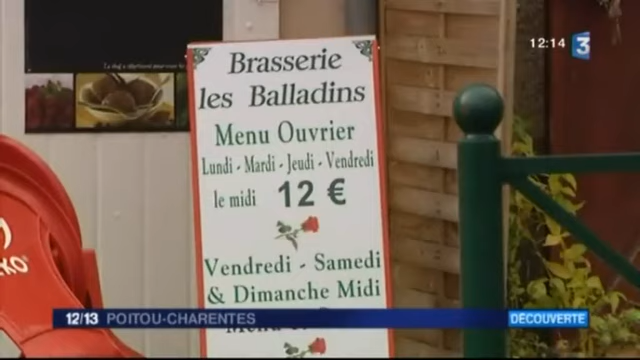 12:14 3
Brasserie
les Balladins
Menu Ouvrier
Lundi - Mardi - Jeudi - Vendredi
le midi 12 €
Vendredi - Samedi
& Dimanche Midi
12/13 POITOU-CHARENTES DÉCOUVERTE